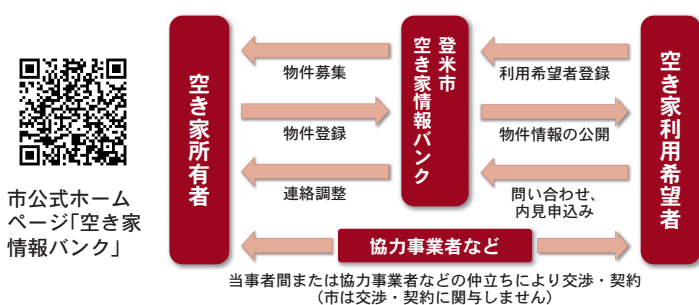 市公式ホーム
ページ「空き家
情報バンク」
空き家所有者
物件募集
物件登録
連絡調整
登米市
空き家情報バンク
利用希望者登録
物件情報の公開
問い合わせ、
内見申込み
空き家利用希望者
協力事業者など
当事者間または協力事業者などの仲立ちにより交渉・契約
(市は交渉・契約に関与しません)